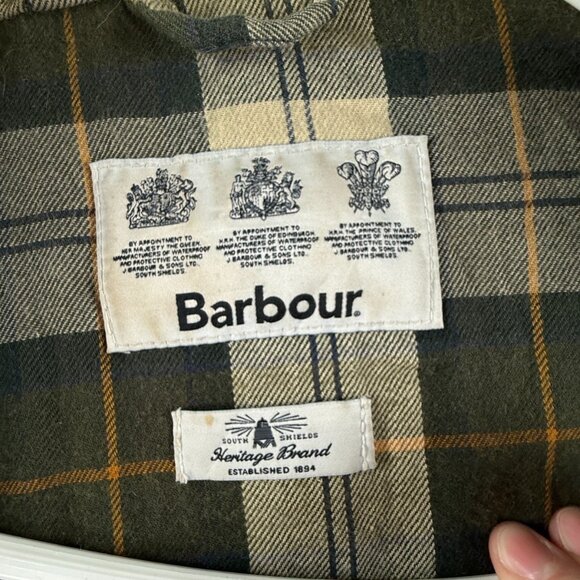 BY APPOINTMENT TO
HER MAJESTY THE QUEEN,
MANUFACTURERS OF WATERPROOF
AND PROTECTIVE CLOTHING
J. BARBOUR & SONS LTD.
SOUTH SHIELDS.
BY APPOINTMENT TO
H.R.H. THE DUKE OF EDINBURGH
MANUFACTURERS OF WATERPROOF
AND PROTECTIVE CLOTHING
J. BARBOUR & SONS LTD.
SOUTH SHIELDS.
BY APPOINTMENT TO
H.R.H. THE PRINCE OF WALES,
MANUFACTURERS OF WATERPROOF
AND PROTECTIVE CLOTHING
J. BARBOUR & SONS LTD.
SOUTH SHIELDS.
Barbour.
SOUTH SHIELDS
Heritage Brand
ESTABLISHED 1894